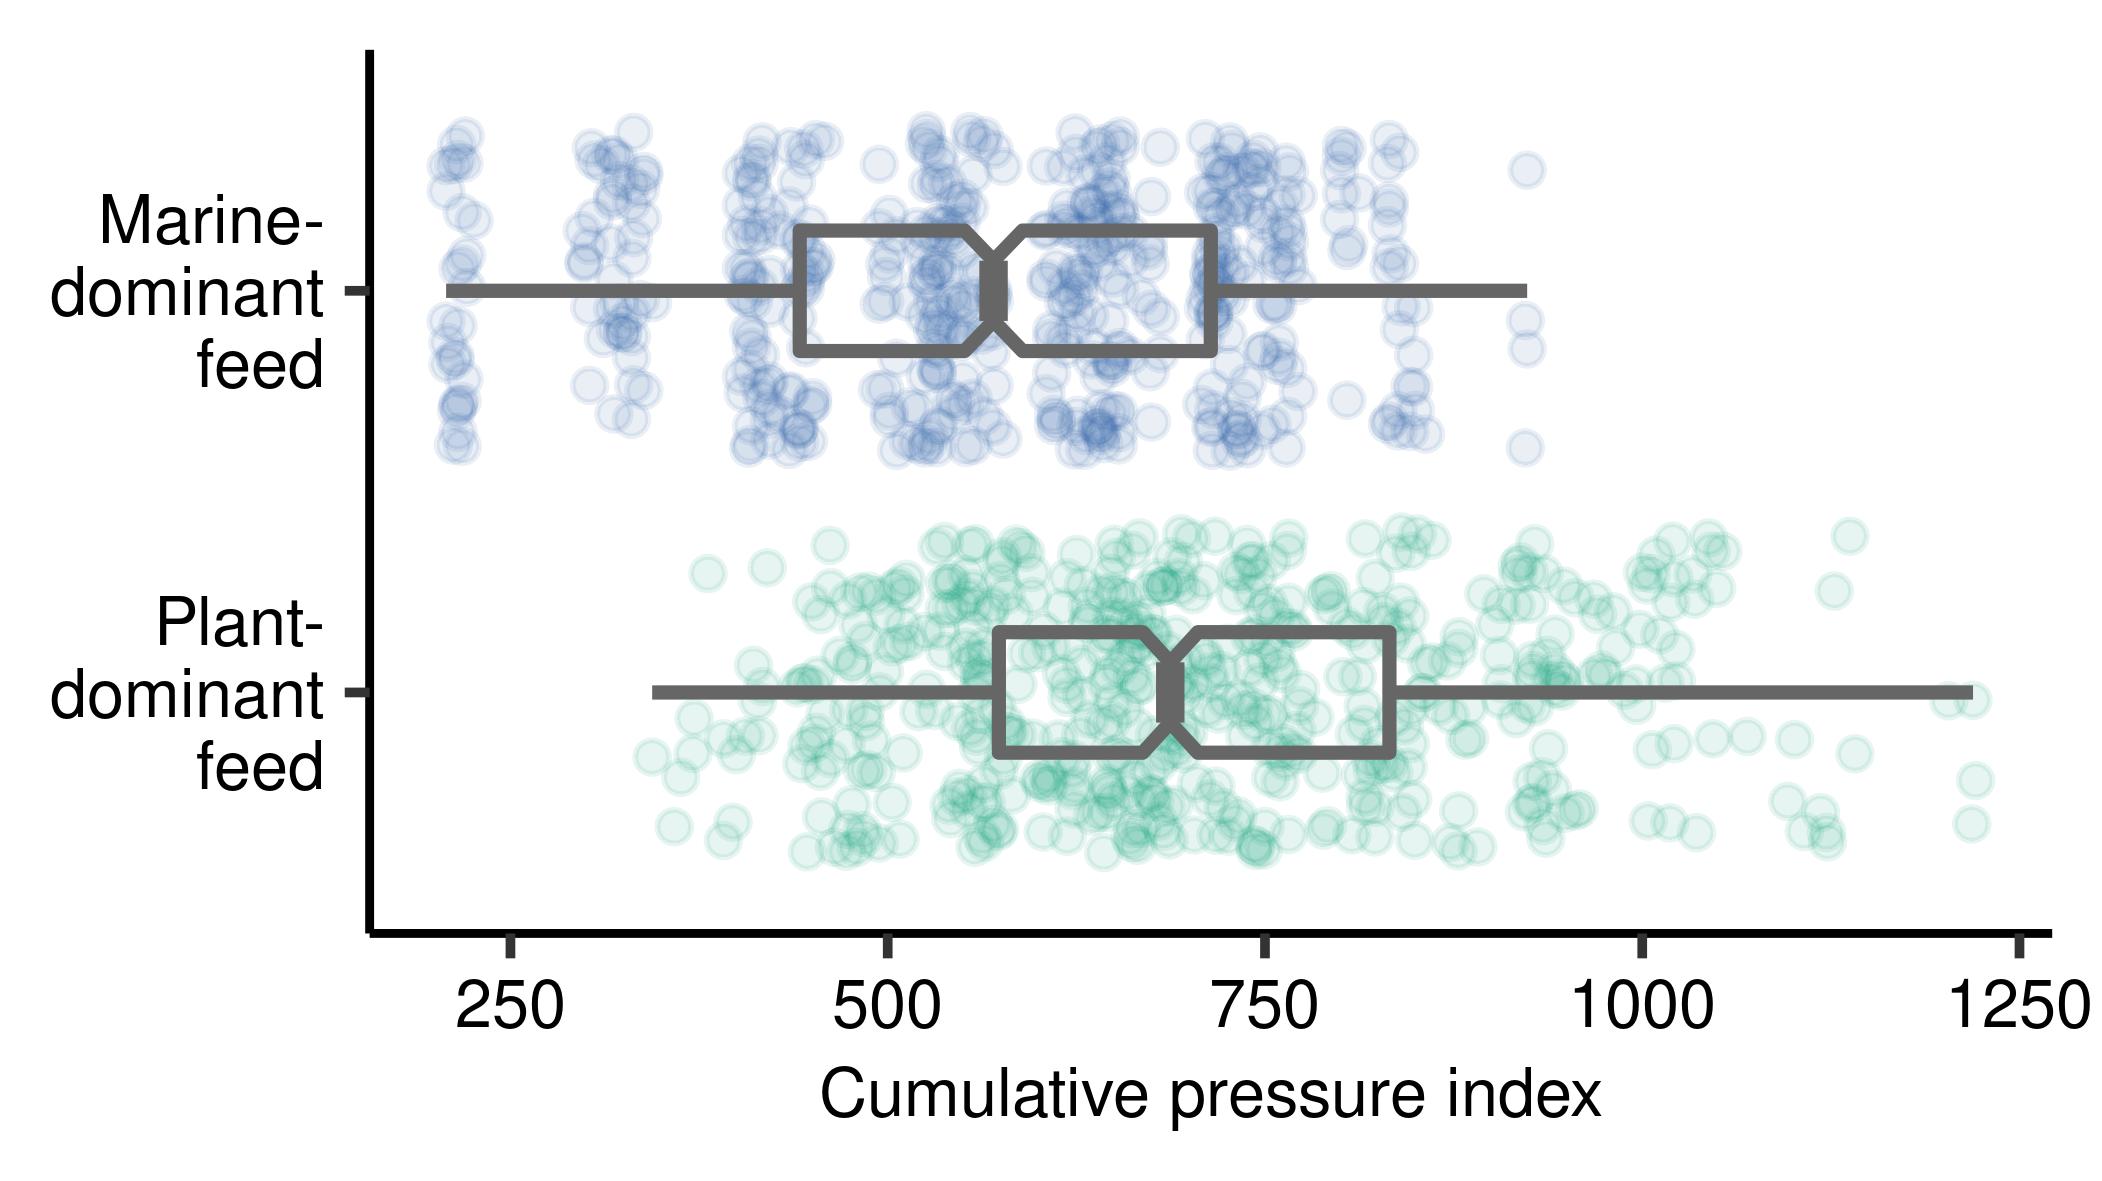 Marine-
dominant
feed
Plant-
dominant
feed
250 500 750 1000 1250
Cumulative pressure index